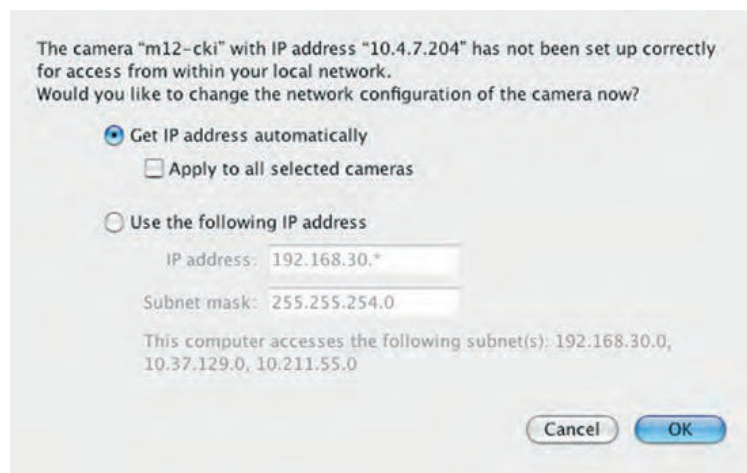 The camera “m12-cki” with IP address “10.4.7.204” has not been set up correctly
for access from within your local network.
Would you like to change the network configuration of the camera now?
Get IP address automatically
Apply to all selected cameras
Use the following IP address
IP address: 192.168.30.*
Subnet mask: 255.255.254.0
This computer accesses the following subnet(s): 192.168.30.0,
10.37.129.0, 10.211.55.0
Cancel OK